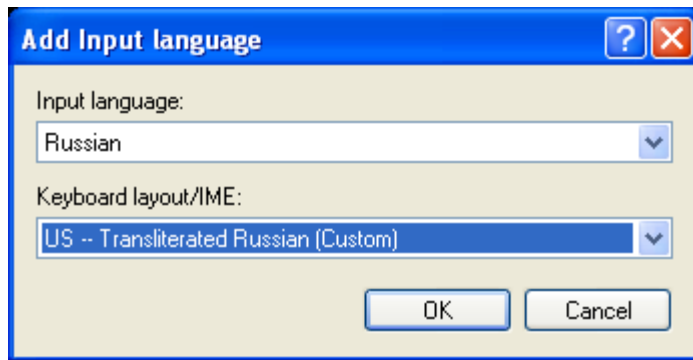 Add Input language
Input language:
Russian
Keyboard layout/IME:
US -- Transliterated Russian (Custom)
OK Cancel